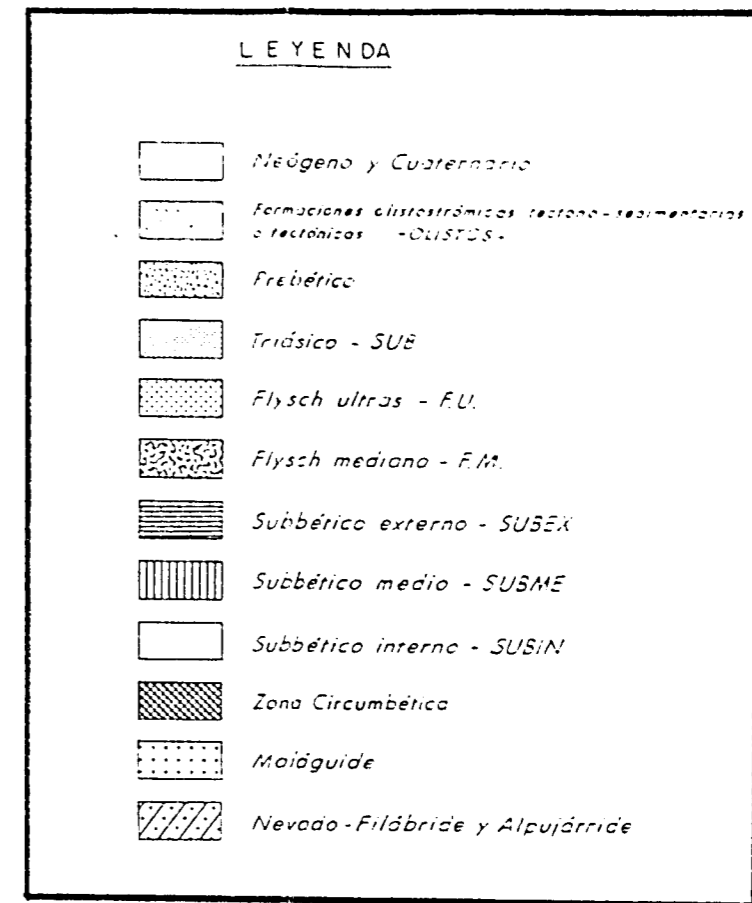 LEYENDA
Neógeno y Cuaternario
Formaciones olistostrómicas tectono-sedimentarias
o tectónicas -OLISTOS-
Prebético
Triásico - SUB
Flysch ultras - F.U.
Flysch mediano - F.M.
Subbético externo - SUBEX
Subbético medio - SUBME
Subbético interno - SUBIN
Zona Circumbética
Maláguide
Nevado-Filábride y Alpujárride